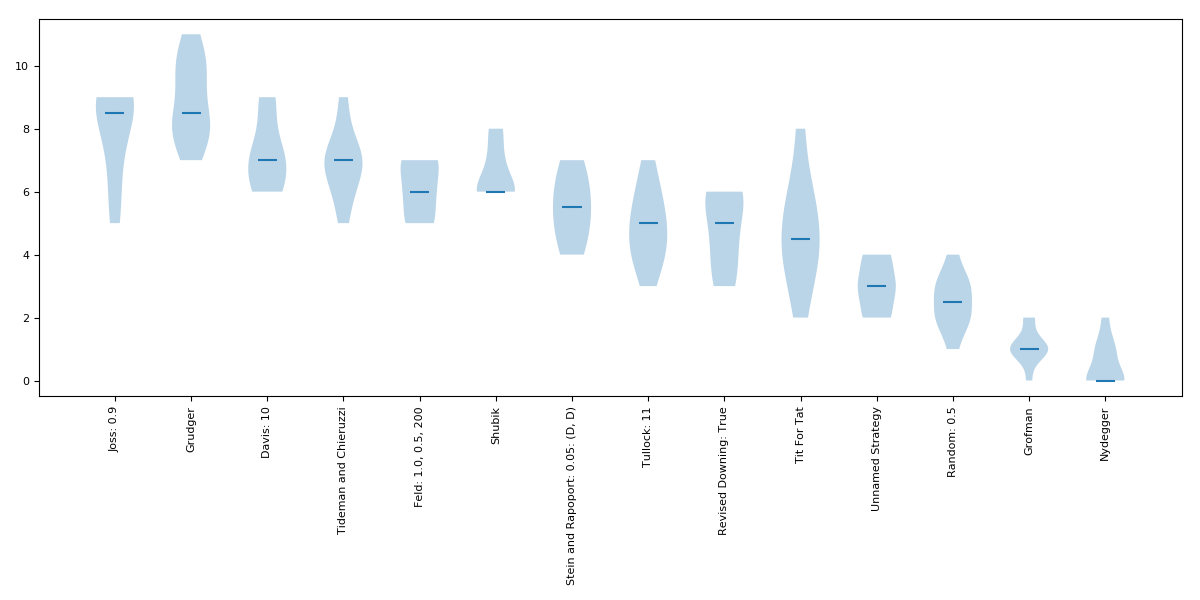 10
8
6
4
2
0
Joss: 0.9
Grudger
Davis: 10
Tideman and Chieruzzi
Feld: 1.0, 0.5, 200
Shubik
Stein and Rapoport: 0.05: (D, D)
Tullock: 11
Revised Downing: True
Tit For Tat
Unnamed Strategy
Random: 0.5
Grofman
Nydegger